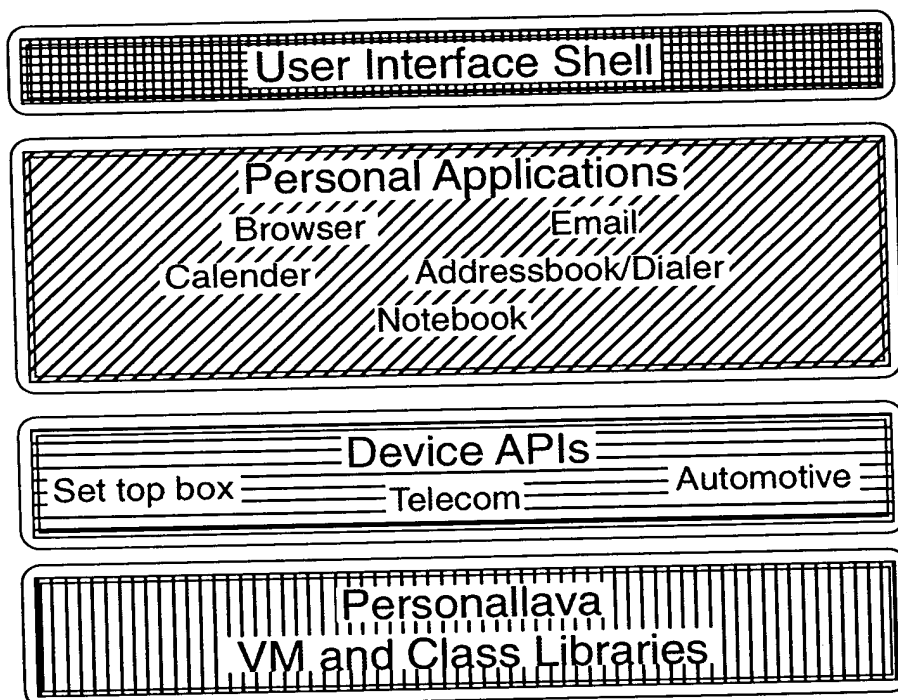 User Interface Shell
Personal Applications
Browser Email
Calender Addressbook/Dialer
Notebook
Device APIs
Set top box Telecom Automotive
Personallava
VM and Class Libraries